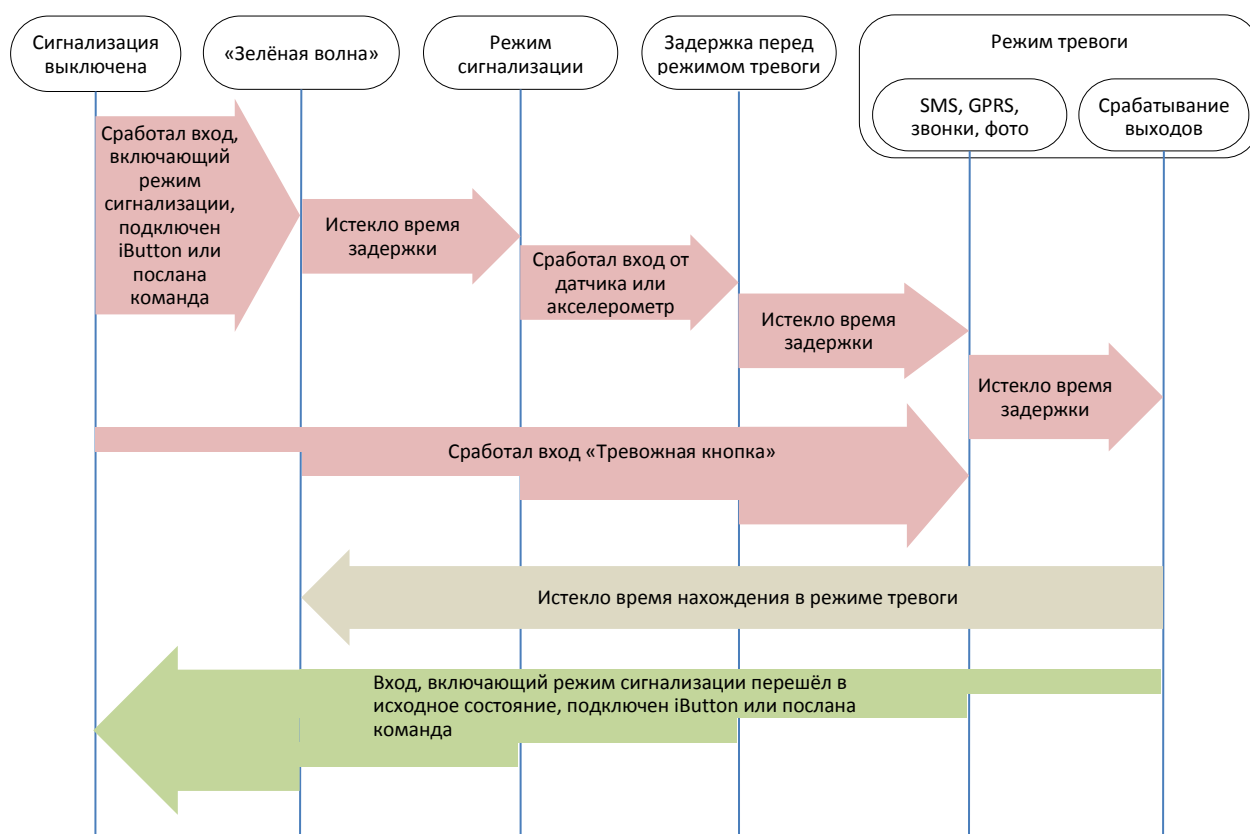 Сигнализация
выключена
«Зелёная волна»
Режим
сигнализации
Задержка перед
режимом тревоги
Режим тревоги
SMS, GPRS,
звонки, фото
Срабатывание
выходов
Сработал вход,
включающий
режим
сигнализации,
подключен
iButton или
послана
команда
Истекло время
задержки
Сработал вход от
датчика или
акселерометр
Истекло время
задержки
Истекло время
задержки
Сработал вход «Тревожная кнопка»
Истекло время нахождения в режиме тревоги
Вход, включающий режим сигнализации перешёл в
исходное состояние, подключен iButton или послана
команда